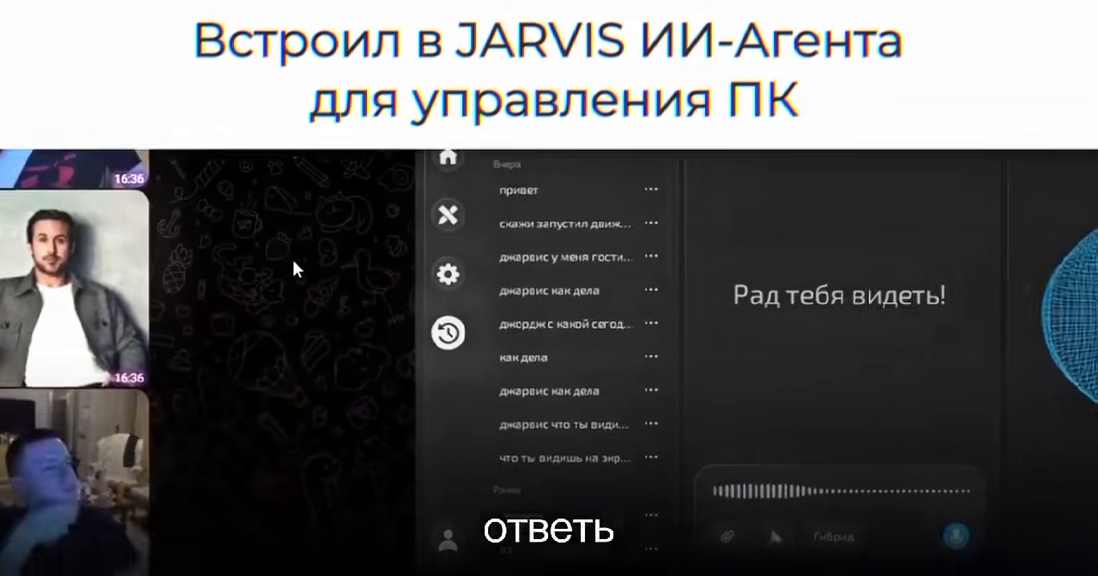 Встроил в JARVIS ИИ-Агента
для управления ПК
16:36
16:36
Вчера
привет
скажи запустил движ...
джарвис у меня гости...
джарвис как дела
джордж с какой сегод...
как дела
джарвис как дела
джарвис что ты види...
что ты видишь на экр...
Ранее
Рад тебя видеть!
Гибрид
ответь